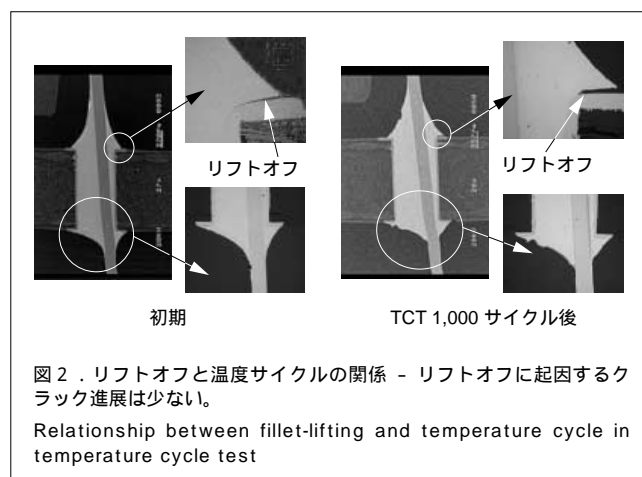 リフトオフ
リフトオフ
初期
TCT 1,000 サイクル後
図2．リフトオフと温度サイクルの関係 － リフトオフに起因するク
ラック進展は少ない。
Relationship between fillet-lifting and temperature cycle in
temperature cycle test